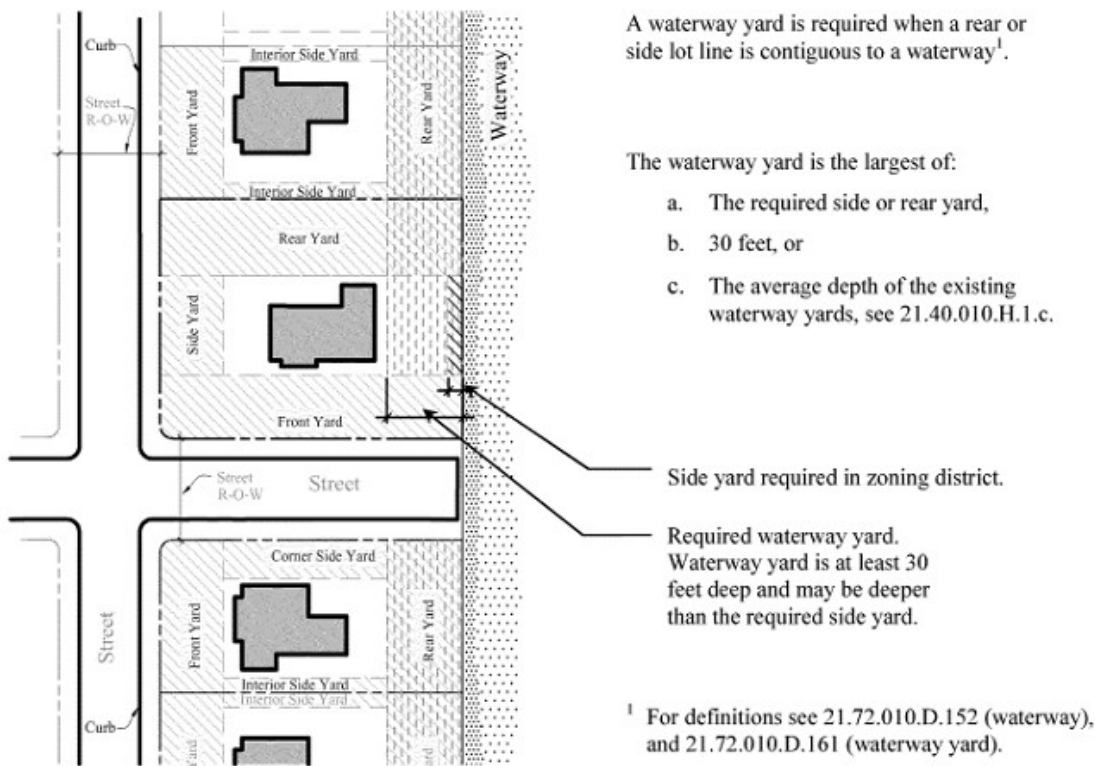 Curb
Street
R-O-W
Interior Side Yard
Front Yard
Rear Yard
Waterway
Interior Side Yard
Rear Yard
Side Yard
Front Yard
Street
R-O-W
Street
Corner Side Yard
Street
Front Yard
Rear Yard
Interior Side Yard
Interior Side Yard
Curb
Yard
Yard
A waterway yard is required when a rear or
side lot line is contiguous to a waterway¹.
The waterway yard is the largest of:
a. The required side or rear yard,
b. 30 feet, or
c. The average depth of the existing
waterway yards, see 21.40.010.H.1.c.
Side yard required in zoning district.
Required waterway yard.
Waterway yard is at least 30
feet deep and may be deeper
than the required side yard.
¹ For definitions see 21.72.010.D.152 (waterway),
and 21.72.010.D.161 (waterway yard).